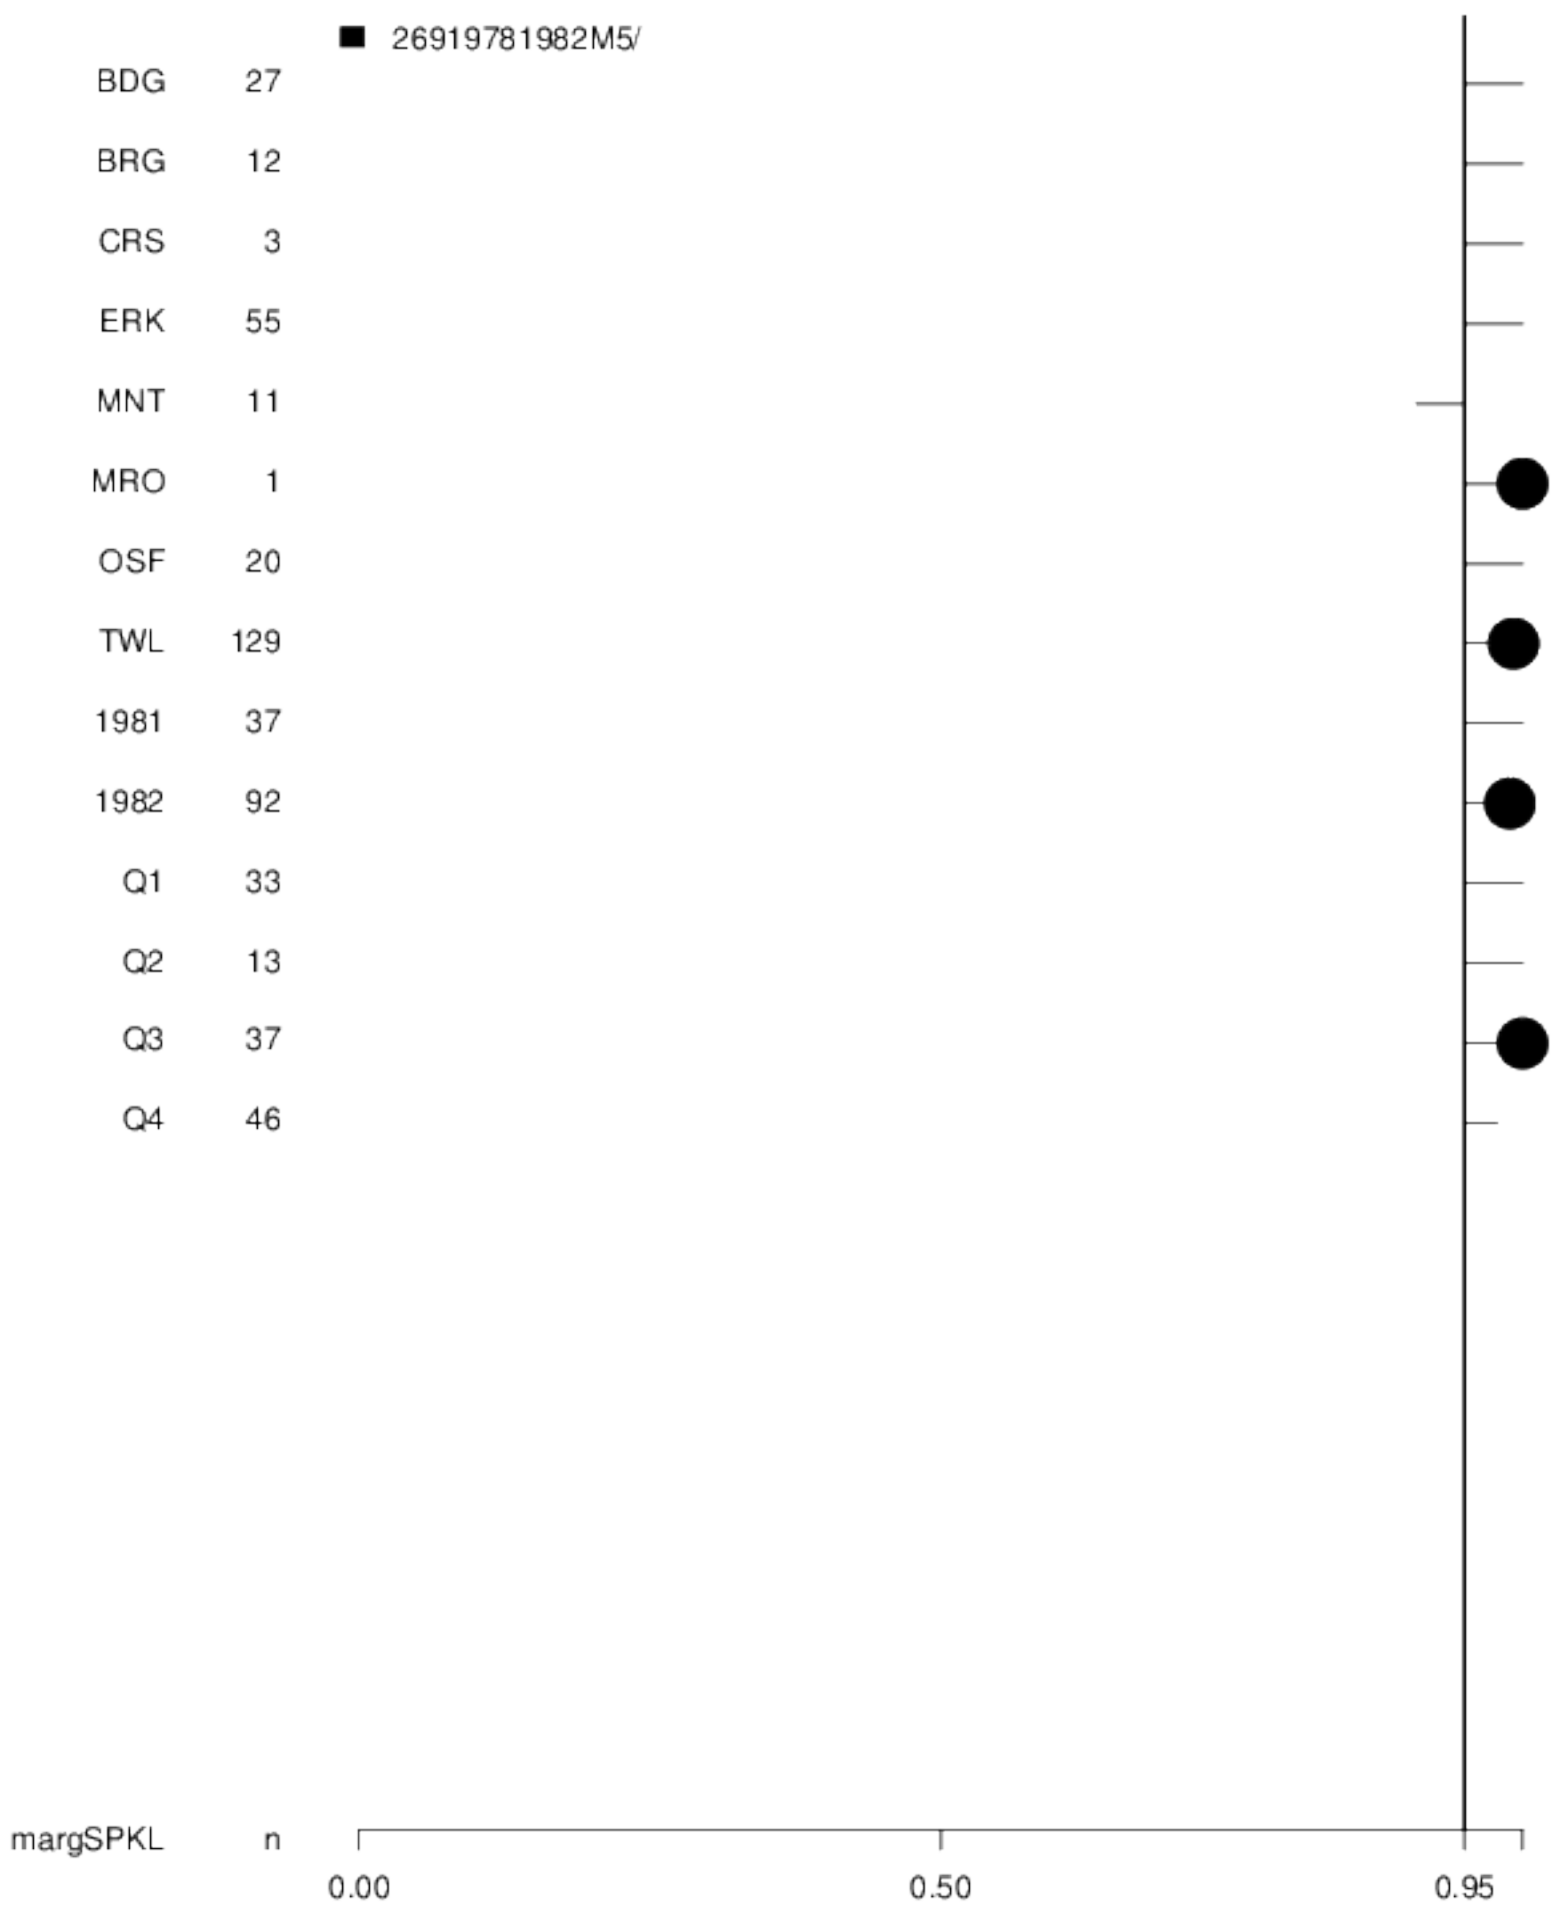 26919781982M5/
BDG 27
BRG 12
CRS 3
ERK 55
MNT 11
MRO 1
OSF 20
TWL 129
1981 37
1982 92
Q1 33
Q2 13
Q3 37
Q4 46
margSPKL n
0.00 0.50 0.95